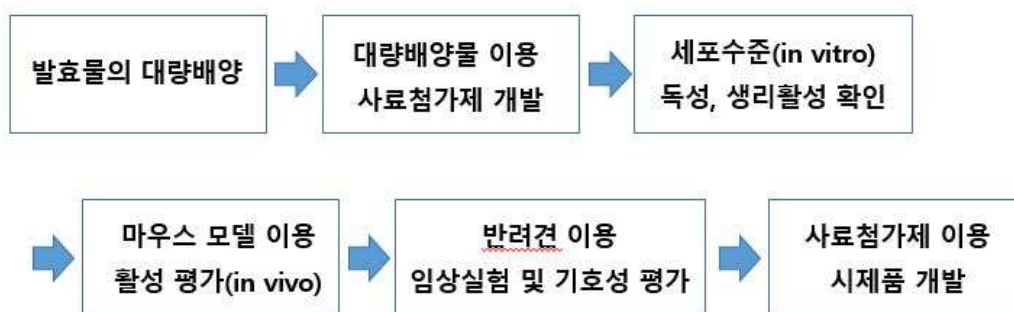 발효물의 대량배양
대량배양물 이용
사료첨가제 개발
세포수준(in vitro)
독성, 생리활성 확인
마우스 모델 이용
활성 평가(in vivo)
반려견 이용
임상실험 및 기호성 평가
사료첨가제 이용
시제품 개발